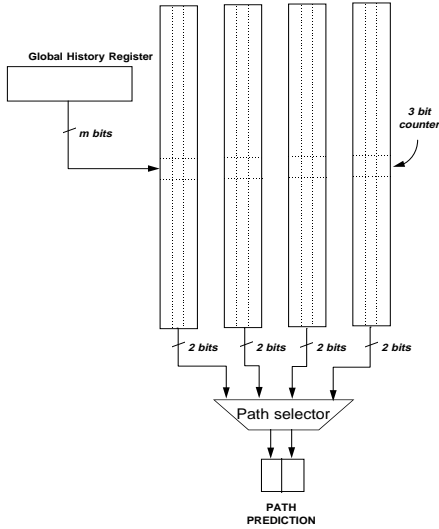 Global History Register
m bits
3 bit
counter
2 bits
2 bits
2 bits
2 bits
Path selector
PATH
PREDICTION